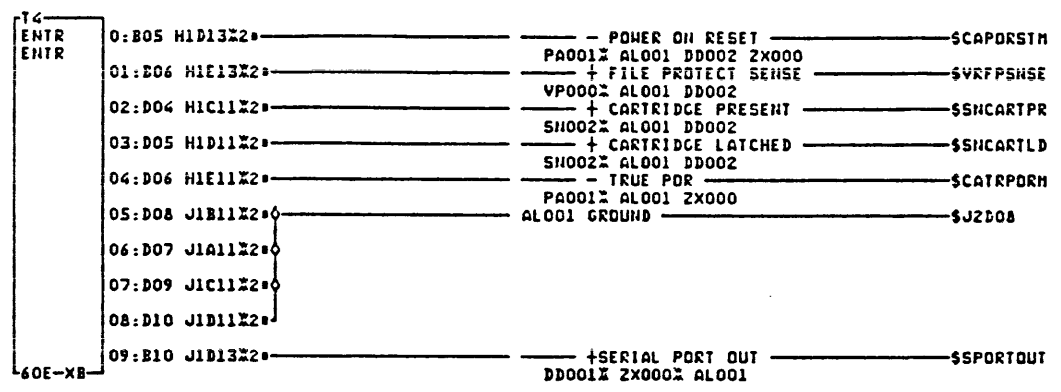 T4
ENTR 0:B05 H1D13%2 - POWER ON RESET $CAPORSTM
ENTR
PA001% AL001 DD002 ZX000
01:B06 H1E13%2 + FILE PROTECT SENSE $VRFPSNSE
VP000% AL001 DD002
02:D04 H1C11%2 + CARTRIDGE PRESENT $SNCARTPR
SN002% AL001 DD002
03:D05 H1D11%2 + CARTRIDGE LATCHED $SNCARTLD
SN002% AL001 DD002
04:D06 H1E11%2 - TRUE POR $CATRPORM
PA001% AL001 ZX000
05:D08 J1B11%2 AL001 GROUND $J2D08
06:D07 J1A11%2
07:D09 J1C11%2
08:D10 J1D11%2
09:B10 J1D13%2 +SERIAL PORT OUT $SPORTOUT
DD001% ZX000% AL001
60E-XB